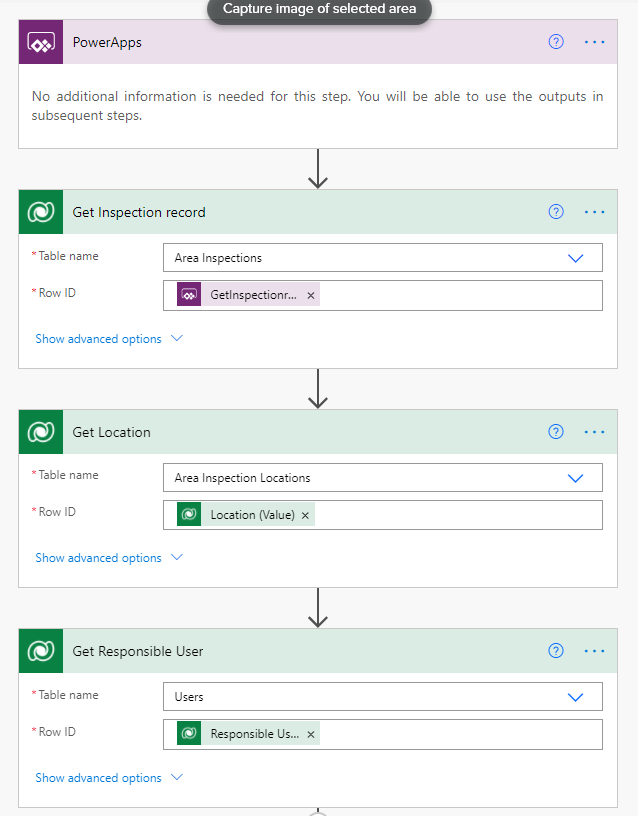 Capture image of selected area
PowerApps
No additional information is needed for this step. You will be able to use the outputs in
subsequent steps.
Get Inspection record
* Table name
Area Inspections
* Row ID
GetInspectionr... ×
Show advanced options
Get Location
* Table name
Area Inspection Locations
* Row ID
Location (Value) ×
Show advanced options
Get Responsible User
* Table name
Users
* Row ID
Responsible Us... ×
Show advanced options